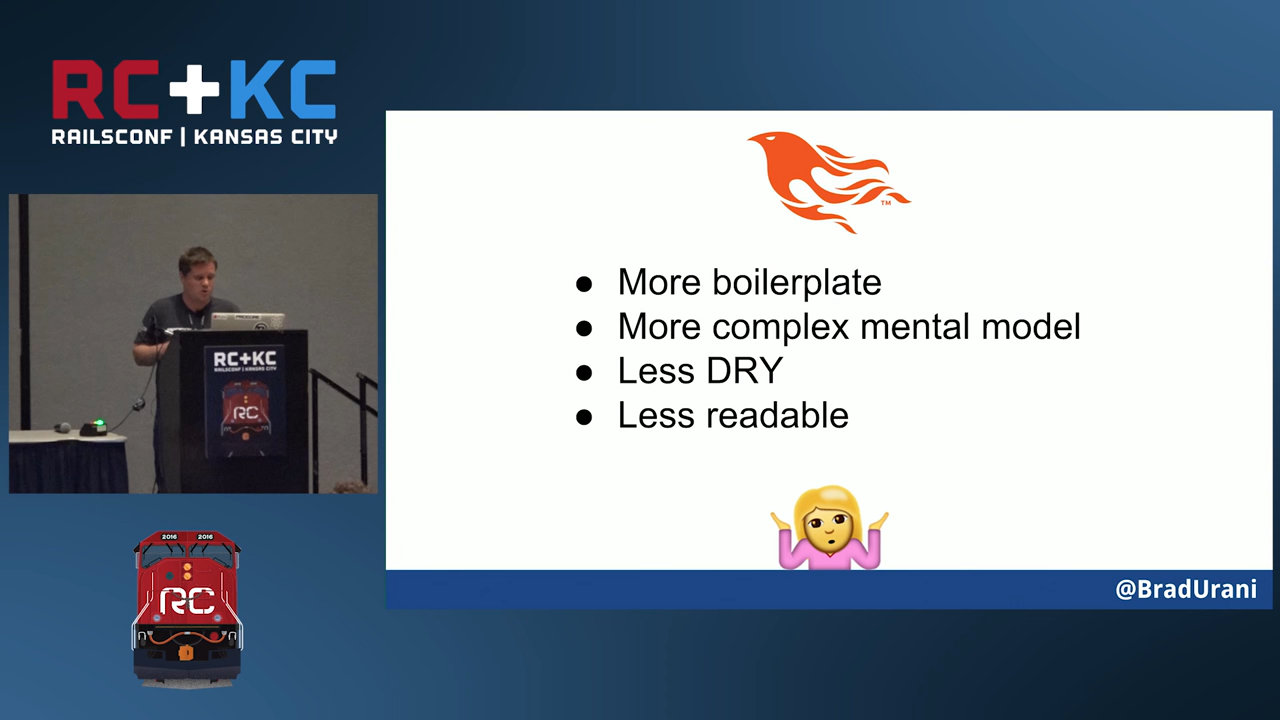 RC+KC
RAILSCONF | KANSAS CITY
TM
● More boilerplate
● More complex mental model
● Less DRY
● Less readable
@BradUrani
RC+KC
RAILSCONF | KANSAS CITY
RC
2016 2016
RC